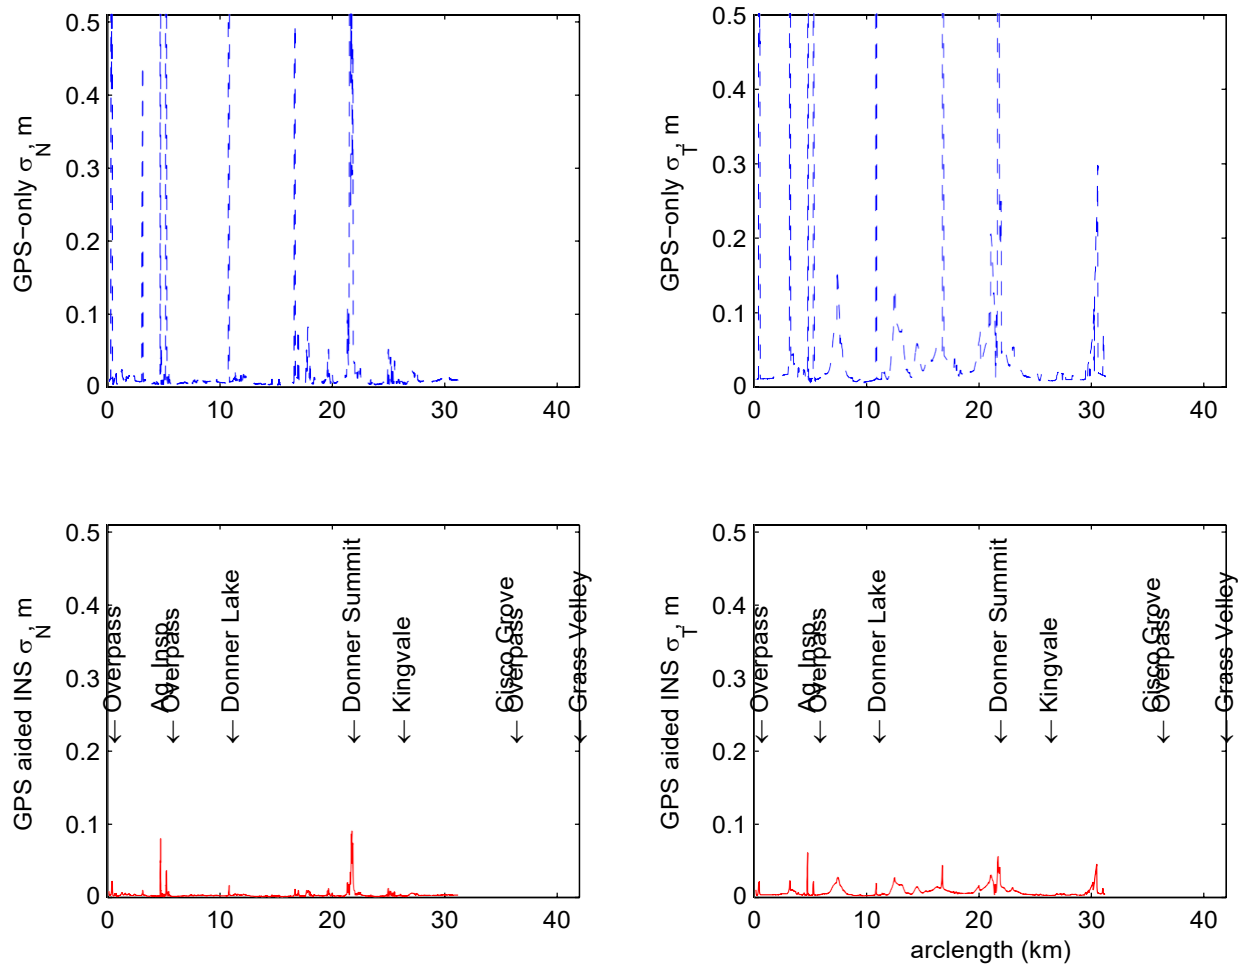 GPS−only σN, m
0.5
0.4
0.3
0.2
0.1
0
0 10 20 30 40
GPS−only σT, m
0.5
0.4
0.3
0.2
0.1
0
0 10 20 30 40
GPS aided INS σN, m
0.5
0.4
0.3
0.2
0.1
0
← Overpass
Ag. Insp.
← Overpass
← Donner Lake
← Donner Summit
← Kingvale
Cisco Grove
← Overpass
← Grass Velley
0 10 20 30 40
GPS aided INS σT, m
0.5
0.4
0.3
0.2
0.1
0
← Overpass
Ag. Insp.
← Overpass
← Donner Lake
← Donner Summit
← Kingvale
Cisco Grove
← Overpass
← Grass Velley
0 10 20 30 40
arclength (km)